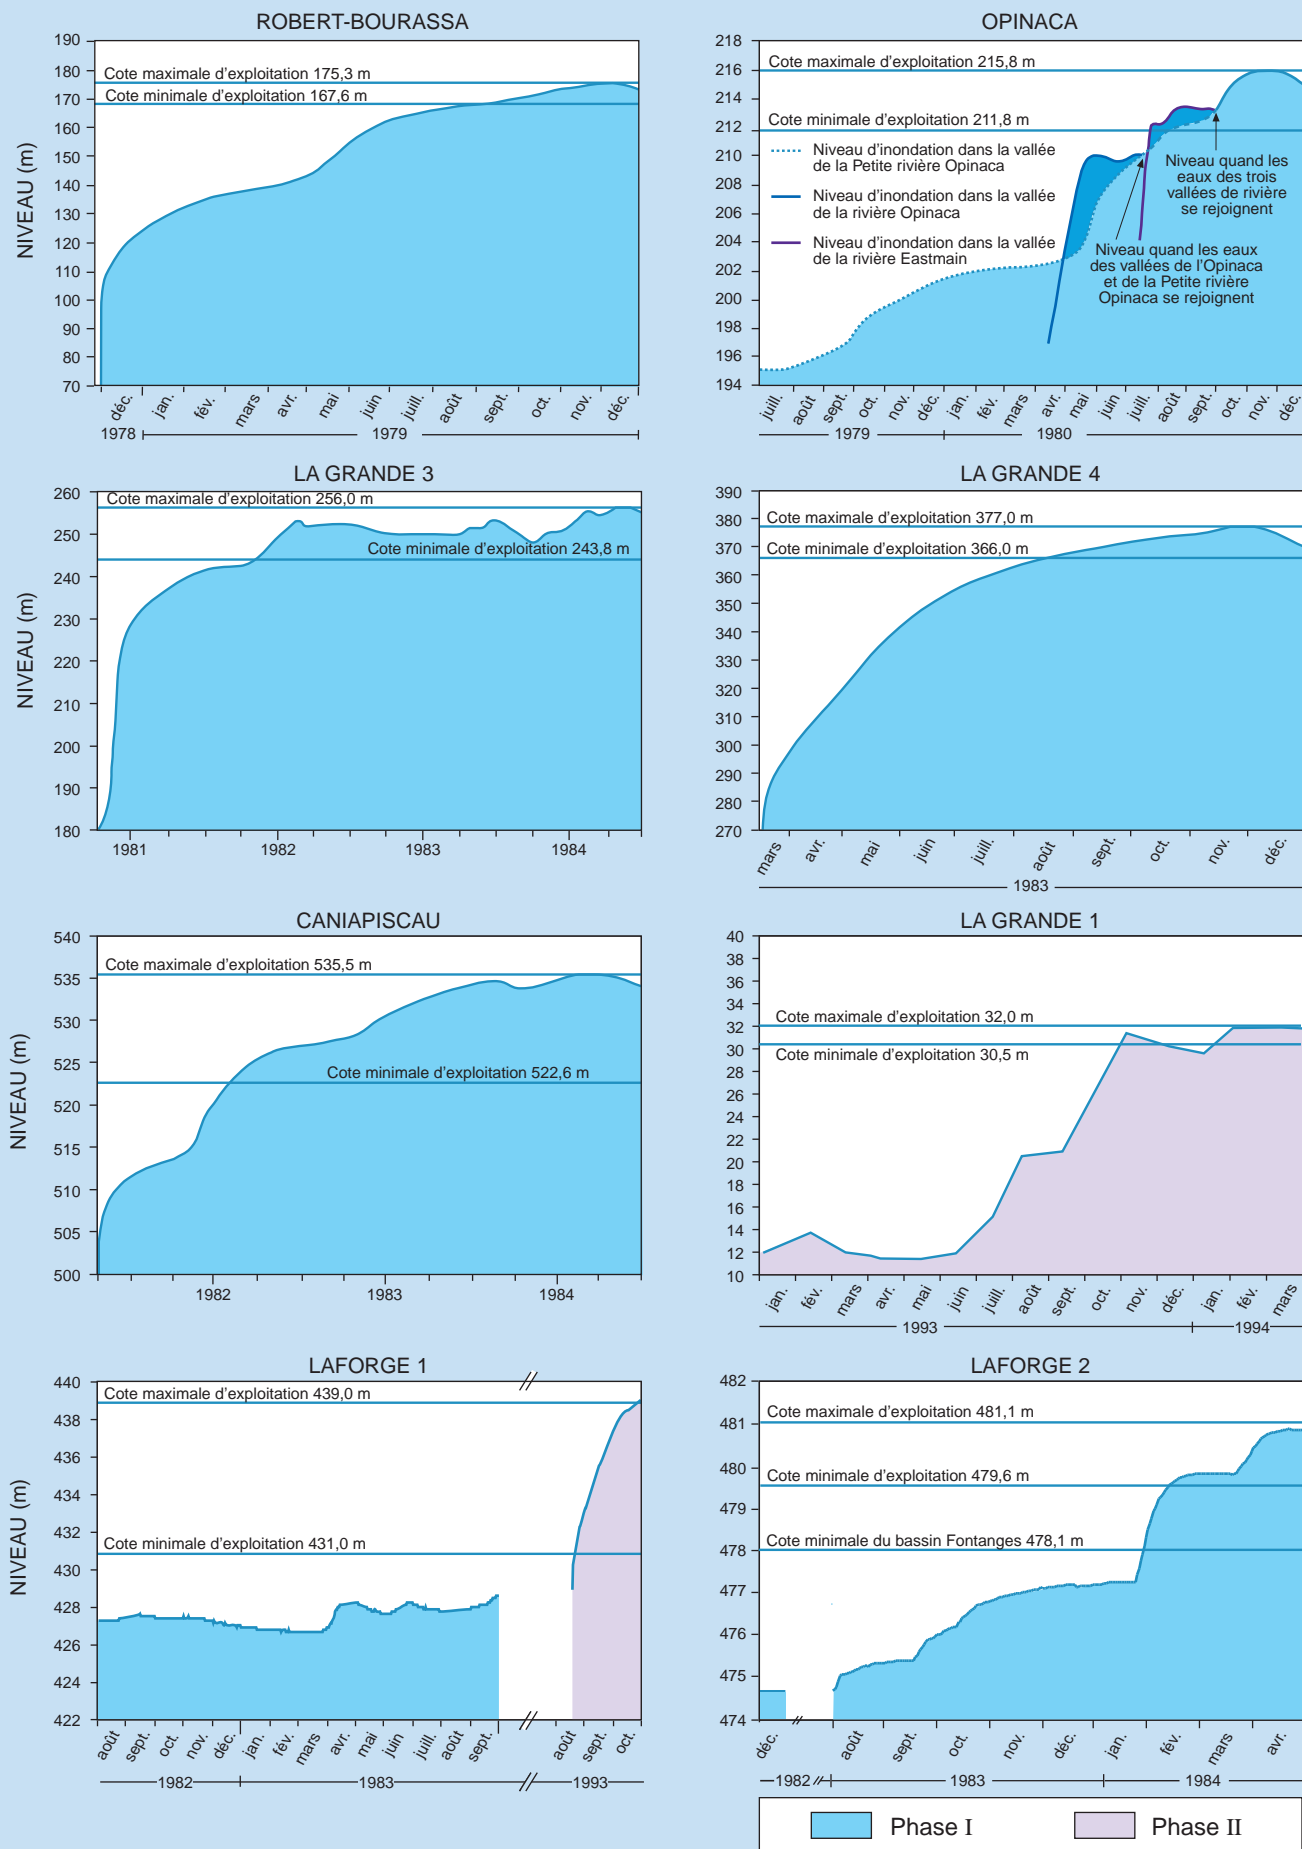 ROBERT-BOURASSA
NIVEAU (m)
190
180
170
160
150
140
130
120
110
100
90
80
70
Cote maximale d'exploitation 175,3 m
Cote minimale d'exploitation 167,6 m
déc. jan. fév. mars avr. mai juin juill. août sept. oct. nov. déc.
1978 1979
OPINACA
218
216
214
212
210
208
206
204
202
200
198
196
194
Cote maximale d'exploitation 215,8 m
Cote minimale d'exploitation 211,8 m
Niveau d'inondation dans la vallée
de la Petite rivière Opinaca
Niveau d'inondation dans la vallée
de la rivière Opinaca
Niveau d'inondation dans la vallée
de la rivière Eastmain
Niveau quand les
eaux des trois
vallées de rivière
se rejoignent
Niveau quand les eaux
des vallées de l'Opinaca
et de la Petite rivière
Opinaca se rejoignent
juill. août sept. oct. nov. déc. jan. fév. mars avr. mai juin juill. août sept. oct. nov. déc.
1979 1980
LA GRANDE 3
NIVEAU (m)
260
250
240
230
220
210
200
190
180
Cote maximale d'exploitation 256,0 m
Cote minimale d'exploitation 243,8 m
1981 1982 1983 1984
LA GRANDE 4
390
380
370
360
350
340
330
320
310
300
290
280
270
Cote maximale d'exploitation 377,0 m
Cote minimale d'exploitation 366,0 m
mars avr. mai juin juill. août sept. oct. nov. déc.
1983
CANIAPISCAU
NIVEAU (m)
540
535
530
525
520
515
510
505
500
Cote maximale d'exploitation 535,5 m
Cote minimale d'exploitation 522,6 m
1982 1983 1984
LA GRANDE 1
40
38
36
34
32
30
28
26
24
22
20
18
16
14
12
10
Cote maximale d'exploitation 32,0 m
Cote minimale d'exploitation 30,5 m
jan. fév. mars avr. mai juin juill. août sept. oct. nov. déc. jan. fév. mars
1993 1994
LAFORGE 1
NIVEAU (m)
440
438
436
434
432
430
428
426
424
422
Cote maximale d'exploitation 439,0 m
Cote minimale d'exploitation 431,0 m
août sept. oct. nov. déc. jan. fév. mars avr. mai juin juill. août sept. août sept. oct.
1982 1983 1993
LAFORGE 2
482
481
480
479
478
477
476
475
474
Cote maximale d'exploitation 481,1 m
Cote minimale d'exploitation 479,6 m
Cote minimale du bassin Fontanges 478,1 m
déc. août sept. oct. nov. déc. jan. fév. mars avr.
1982 1983 1984
Phase I
Phase II